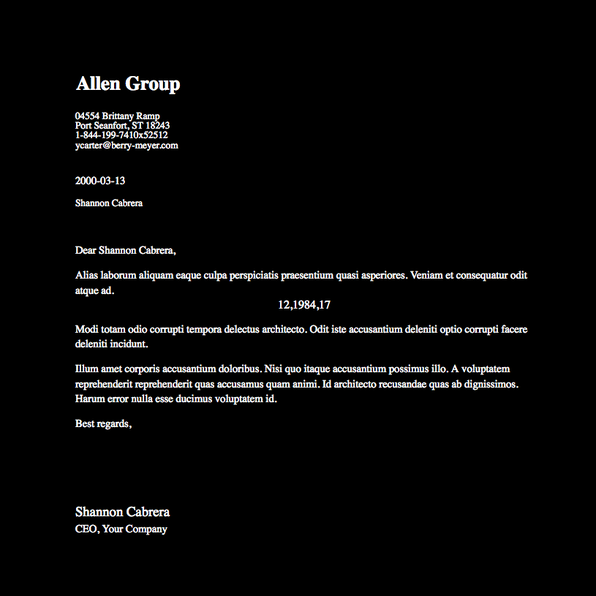 Allen Group
04554 Brittany Ramp
Port Seanfort, ST 18243
1-844-199-7410x52512
ycarter@berry-meyer.com
2000-03-13
Shannon Cabrera
Dear Shannon Cabrera,
Alias laborum aliquam eaque culpa perspiciatis praesentium quasi asperiores. Veniam et consequatur odit
atque ad.
12,1984,17
Modi totam odio corrupti tempora delectus architecto. Odit iste accusantium deleniti optio corrupti facere
deleniti incidunt.
Illum amet corporis accusantium doloribus. Nisi quo itaque accusantium possimus illo. A voluptatem
reprehenderit reprehenderit quas accusamus quam animi. Id architecto recusandae quas ab dignissimos.
Harum error nulla esse ducimus voluptatem id.
Best regards,
Shannon Cabrera
CEO, Your Company